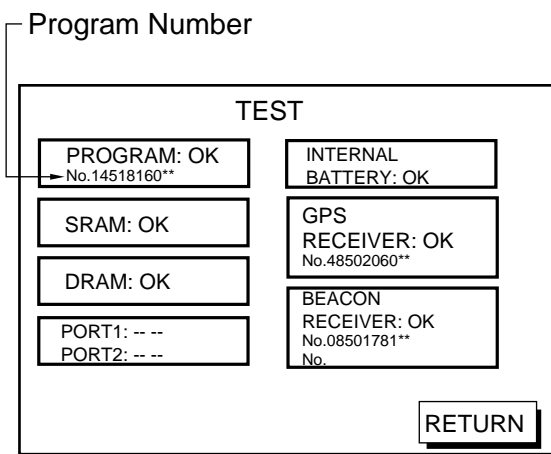 Program Number
TEST
PROGRAM: OK
No.14518160**
SRAM: OK
DRAM: OK
PORT1: -- --
PORT2: -- --
INTERNAL
BATTERY: OK
GPS
RECEIVER: OK
No.48502060**
BEACON
RECEIVER: OK
No.08501781**
No.
RETURN